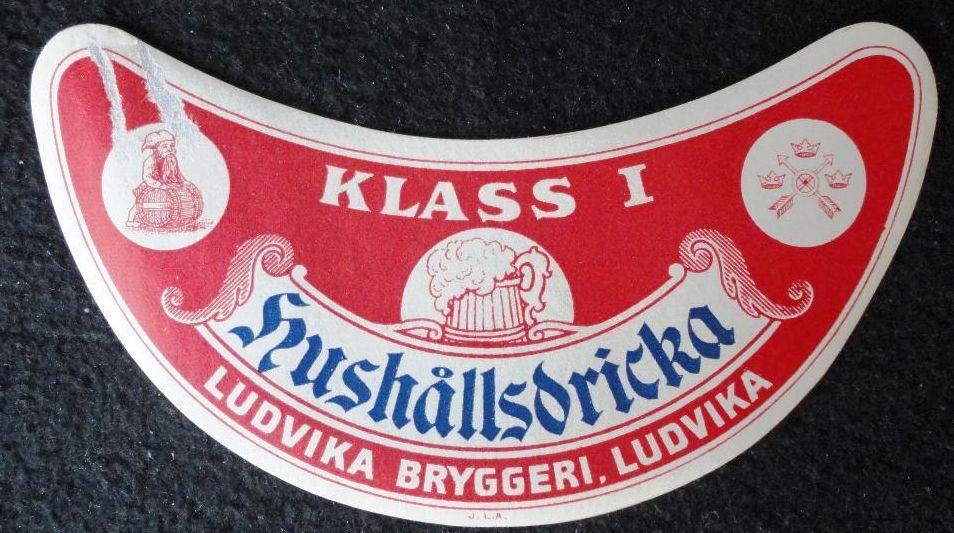 KLASS I
Hushållsdricka
LUDVIKA BRYGGERI, LUDVIKA
J.L.A.